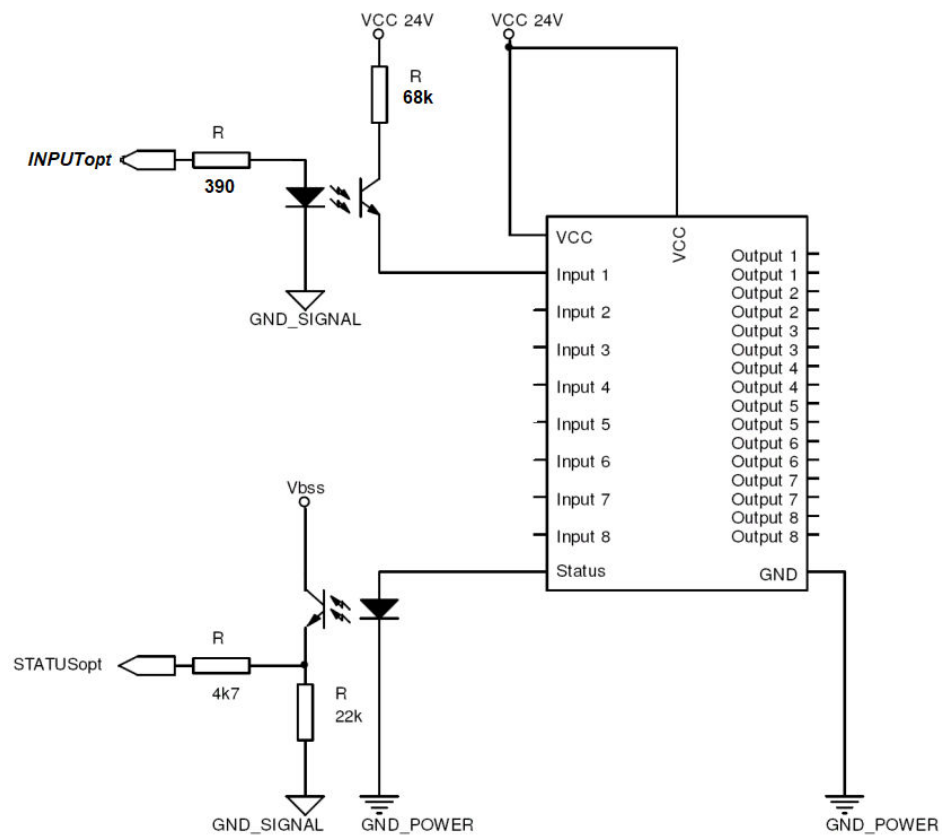 VCC 24V
VCC 24V
R
68k
R
INPUTopt
390
GND_SIGNAL
VCC
VCC
Input 1
Input 2
Input 3
Input 4
Input 5
Input 6
Input 7
Input 8
Status
Output 1
Output 1
Output 2
Output 2
Output 3
Output 3
Output 4
Output 4
Output 5
Output 5
Output 6
Output 6
Output 7
Output 7
Output 8
Output 8
GND
Vbss
R
STATUSopt
4k7
R
22k
GND_SIGNAL
GND_POWER
GND_POWER